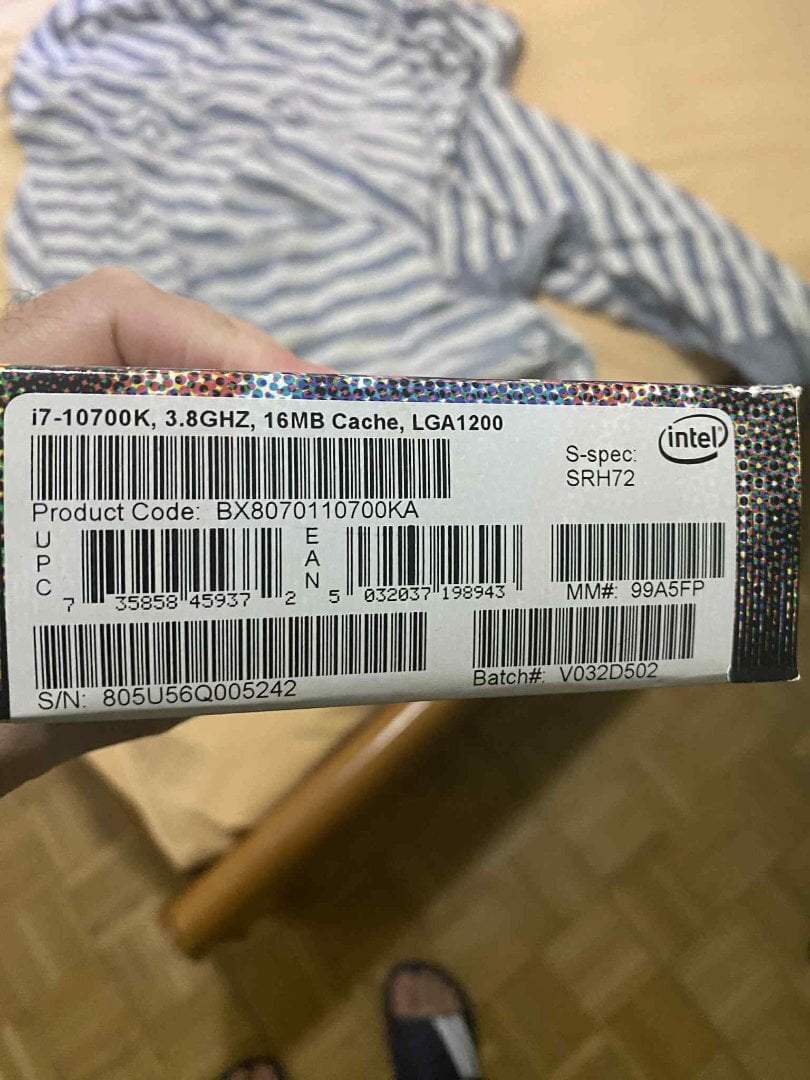 i7-10700K, 3.8GHZ, 16MB Cache, LGA1200
intel
S-spec:
SRH72
Product Code: BX8070110700KA
UPC
7 35858 45937 2
EAN
5 032037 198943
MM#: 99A5FP
S/N: 805U56Q005242
Batch#: V032D502